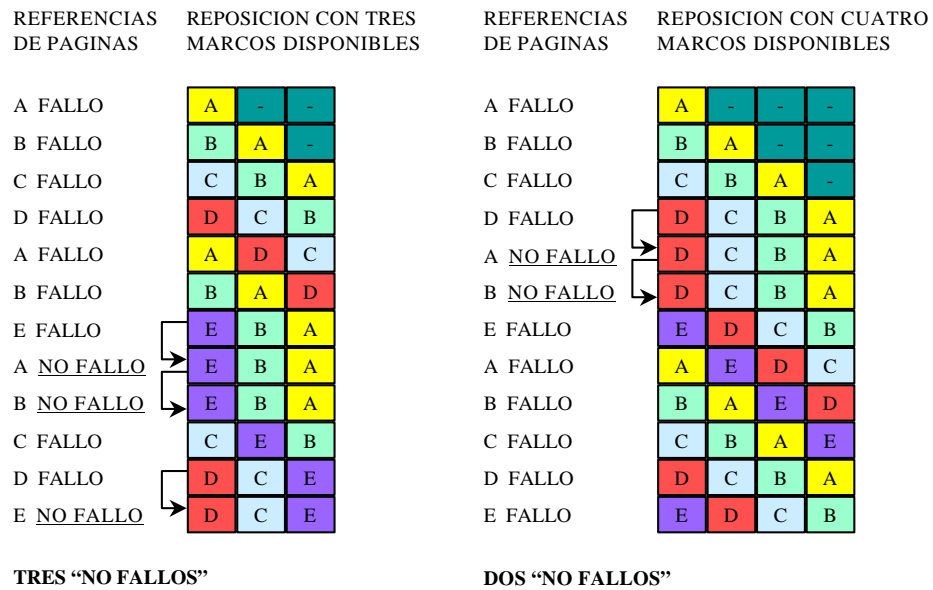 REFERENCIAS DE PAGINAS
REPOSICION CON TRES MARCOS DISPONIBLES
A FALLO A - -
B FALLO B A -
C FALLO C B A
D FALLO D C B
A FALLO A D C
B FALLO B A D
E FALLO E B A
A NO FALLO E B A
B NO FALLO E B A
C FALLO C E B
D FALLO D C E
E NO FALLO D C E
TRES “NO FALLOS”
REFERENCIAS DE PAGINAS
REPOSICION CON CUATRO MARCOS DISPONIBLES
A FALLO A - - -
B FALLO B A - -
C FALLO C B A -
D FALLO D C B A
A NO FALLO D C B A
B NO FALLO D C B A
E FALLO E D C B
A FALLO A E D C
B FALLO B A E D
C FALLO C B A E
D FALLO D C B A
E FALLO E D C B
DOS “NO FALLOS”